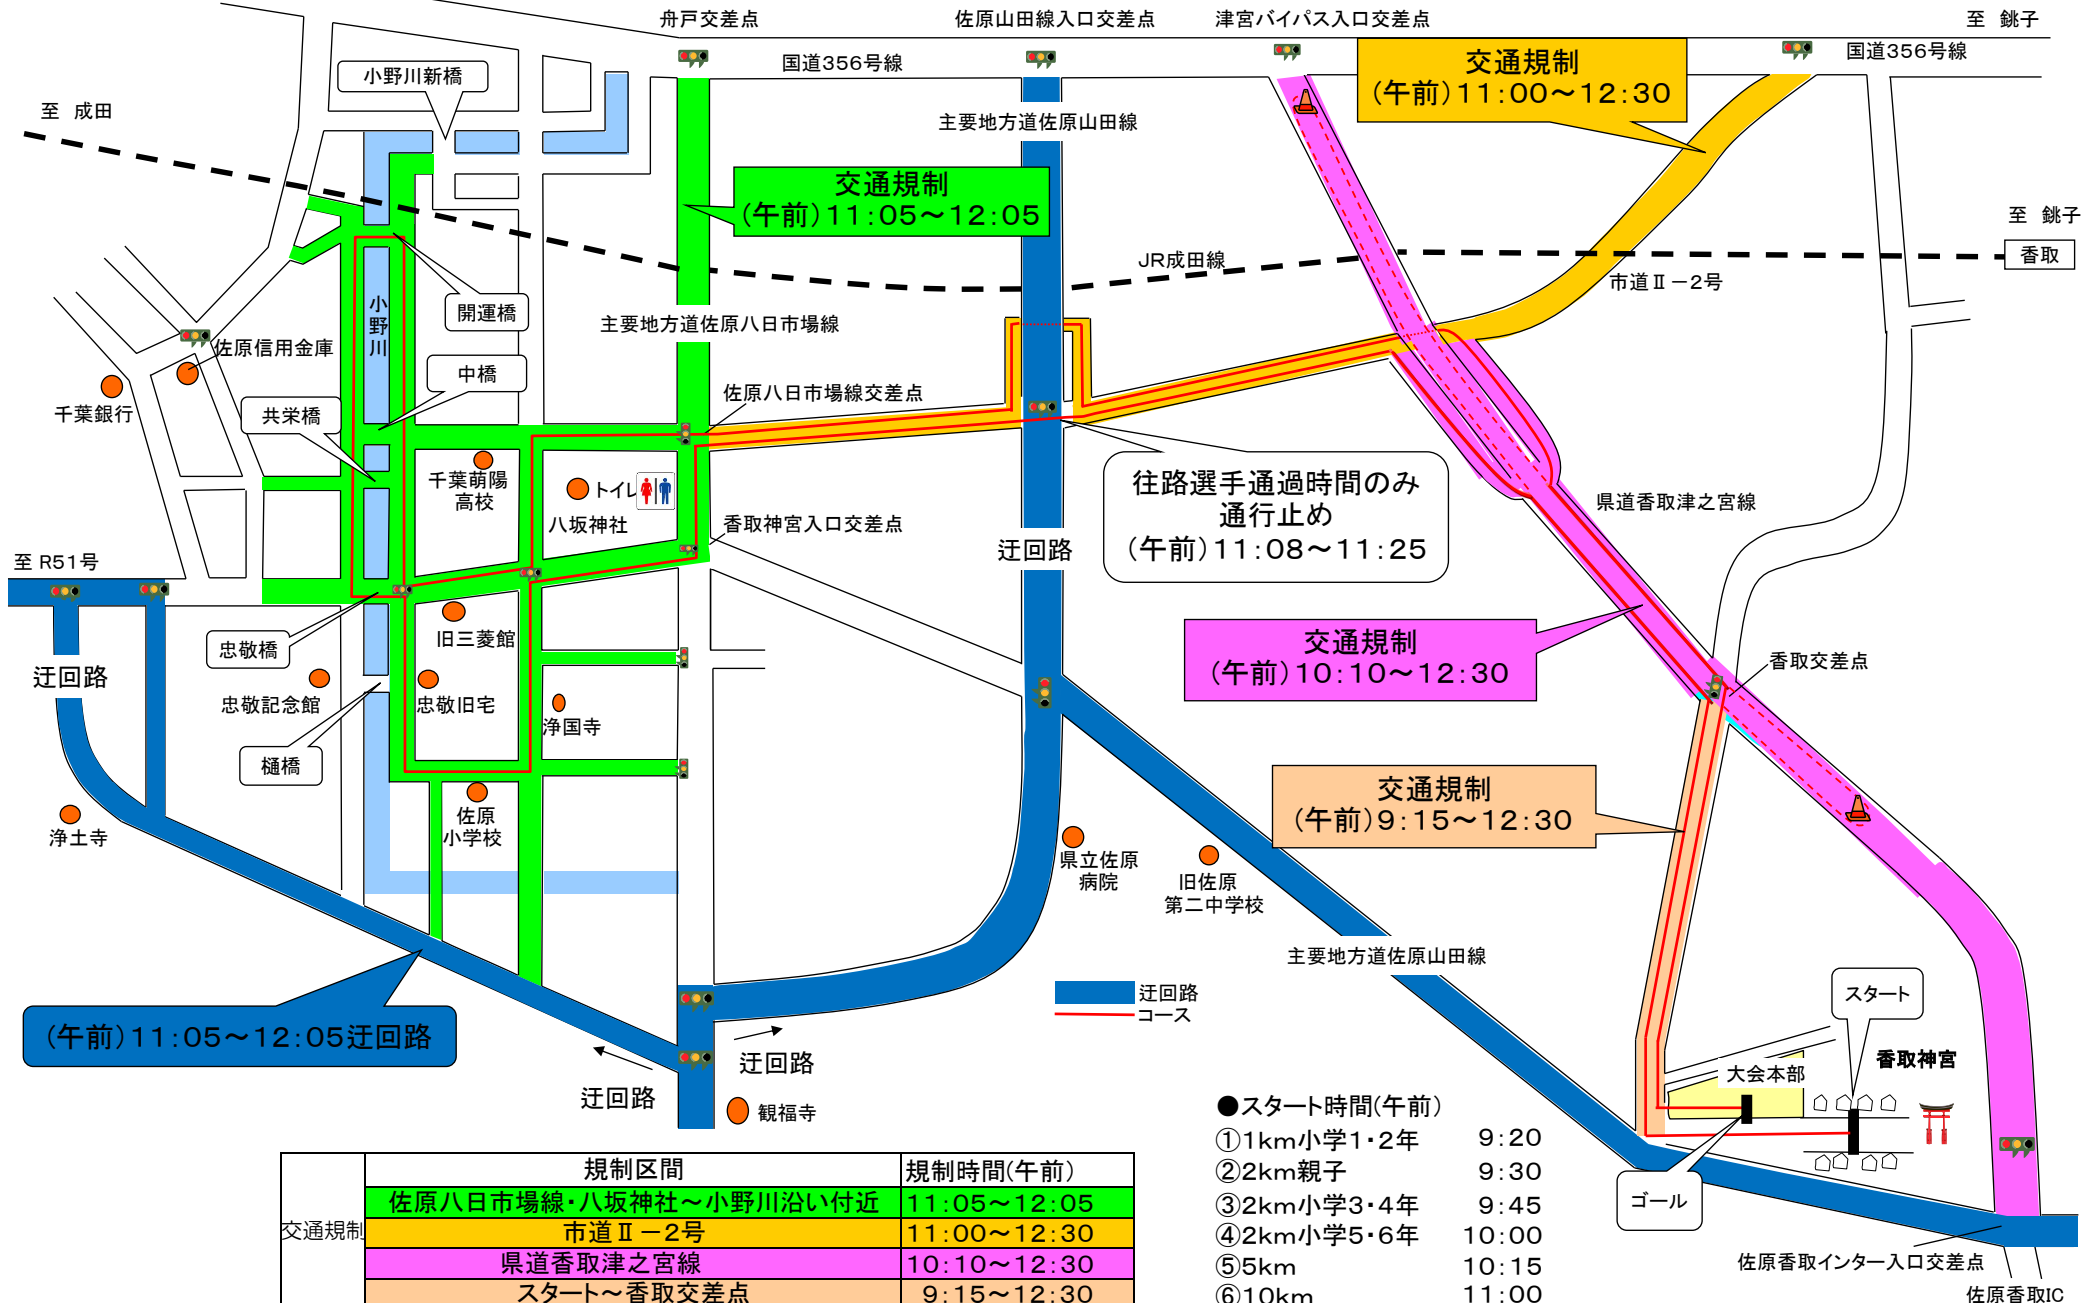 舟戸交差点
佐原山田線入口交差点
津宮バイパス入口交差点
至 銚子
国道356号線
国道356号線
交通規制
(午前)11:00～12:30
小野川新橋
至 成田
主要地方道佐原山田線
交通規制
(午前)11:05～12:05
至 銚子
香取
JR成田線
市道Ⅱ－2号
小野川
開運橋
主要地方道佐原八日市場線
佐原信用金庫
中橋
千葉銀行
共栄橋
佐原八日市場線交差点
千葉萌陽
高校
トイレ
八坂神社
香取神宮入口交差点
往路選手通過時間のみ
通行止め
(午前)11:08～11:25
県道香取津之宮線
至 R51号
迂回路
旧三菱館
忠敬橋
交通規制
(午前)10:10～12:30
香取交差点
迂回路
忠敬記念館
忠敬旧宅
浄国寺
樋橋
交通規制
(午前)9:15～12:30
浄土寺
佐原
小学校
県立佐原
病院
旧佐原
第二中学校
主要地方道佐原山田線
迂回路
コース
スタート
(午前)11:05～12:05迂回路
迂回路
迂回路
観福寺
大会本部
香取神宮
ゴール
佐原香取インター入口交差点
佐原香取IC
●スタート時間(午前)
①1km小学1・2年 9:20
②2km親子 9:30
③2km小学3・4年 9:45
④2km小学5・6年 10:00
⑤5km 10:15
⑥10km 11:00
交通規制
規制区間 規制時間(午前)
佐原八日市場線・八坂神社～小野川沿い付近 11:05～12:05
市道Ⅱ－2号 11:00～12:30
県道香取津之宮線 10:10～12:30
スタート～香取交差点 9:15～12:30